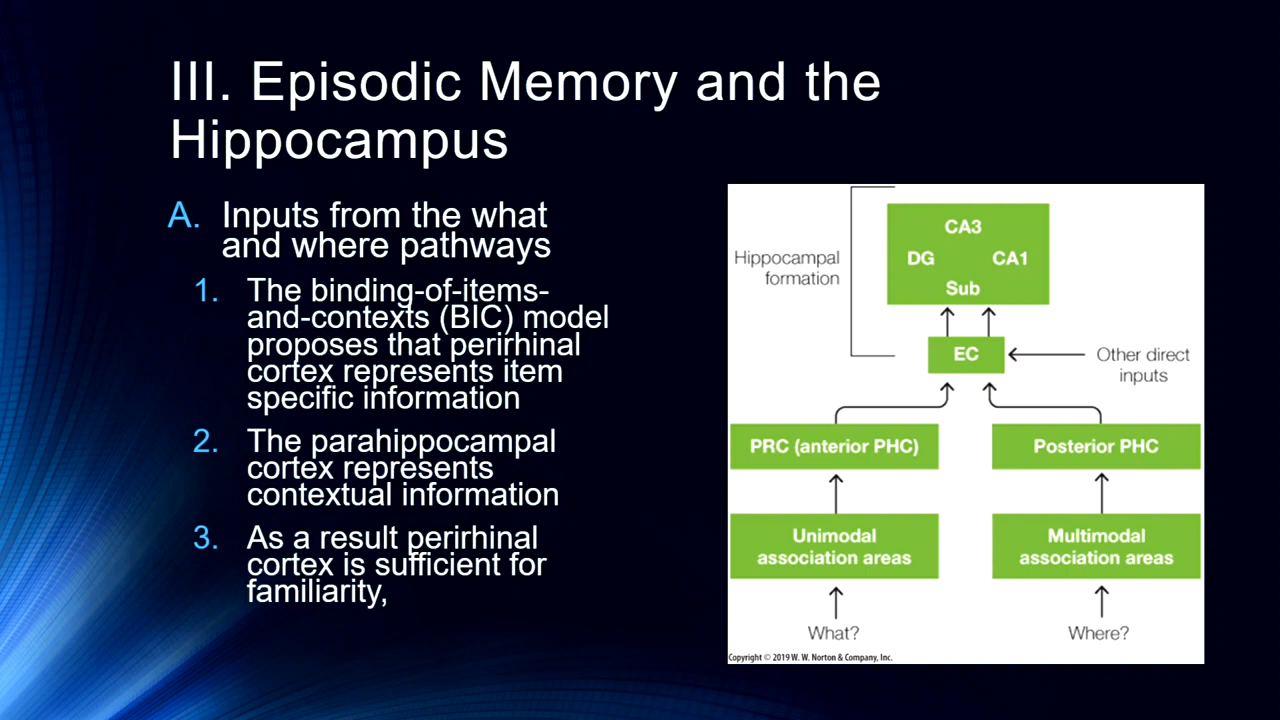 III. Episodic Memory and the
Hippocampus
A. Inputs from the what
and where pathways
1. The binding-of-items-
and-contexts (BIC) model
proposes that perirhinal
cortex represents item
specific information
2. The parahippocampal
cortex represents
contextual information
3. As a result perirhinal
cortex is sufficient for
familiarity,
Hippocampal
formation
CA3
DG CA1
Sub
EC
Other direct
inputs
PRC (anterior PHC)
Posterior PHC
Unimodal
association areas
Multimodal
association areas
What?
Where?
Copyright © 2019 W. W. Norton & Company, Inc.